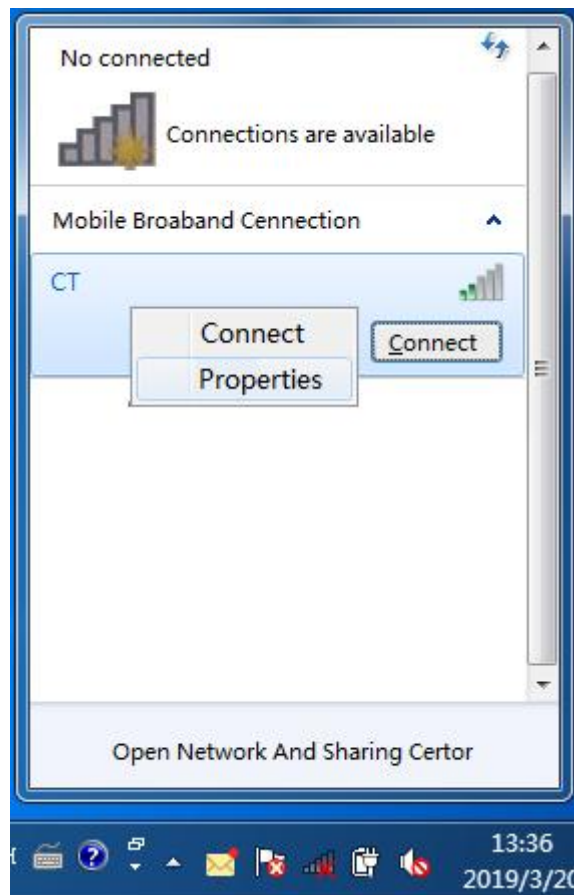 No connected
Connections are available
Mobile Broaband Cennection
CT
Connect
Connect
Properties
Open Network And Sharing Certor
13:36
2019/3/20